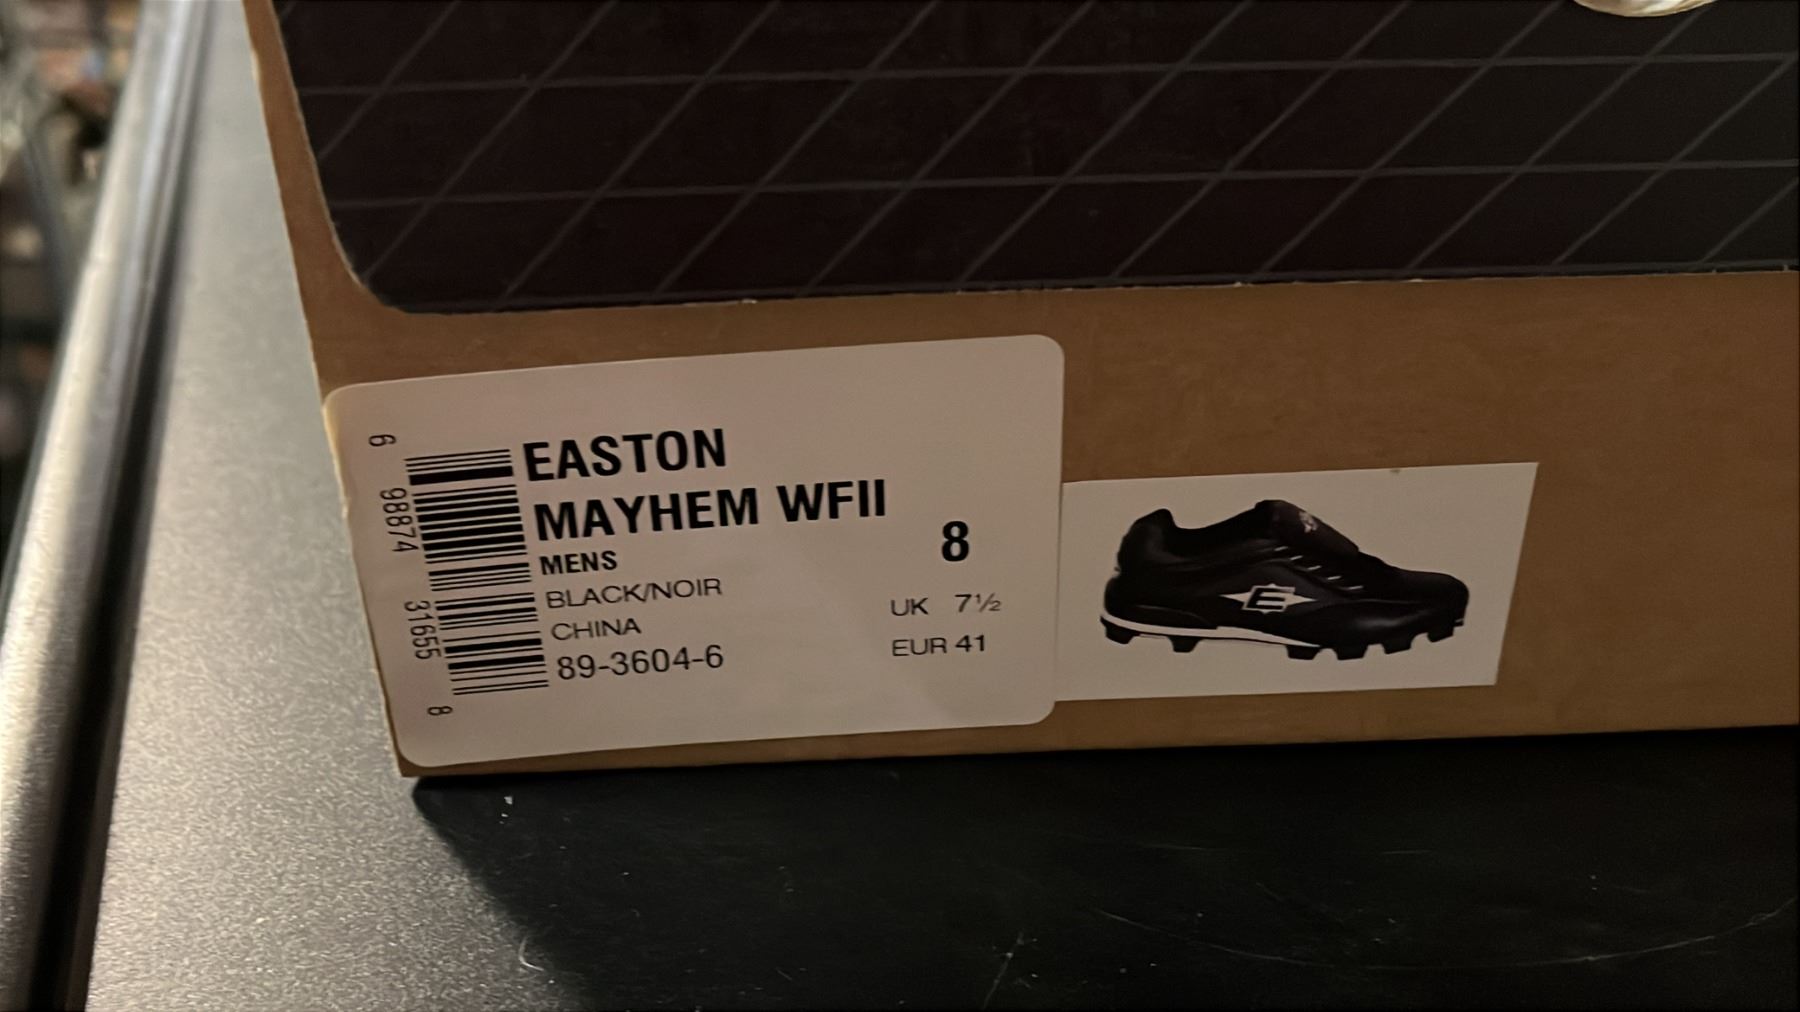 EASTON
MAYHEM WFII
MENS
BLACK/NOIR
CHINA
89-3604-6
8
UK 7½
EUR 41
6 98874 31655 8
E